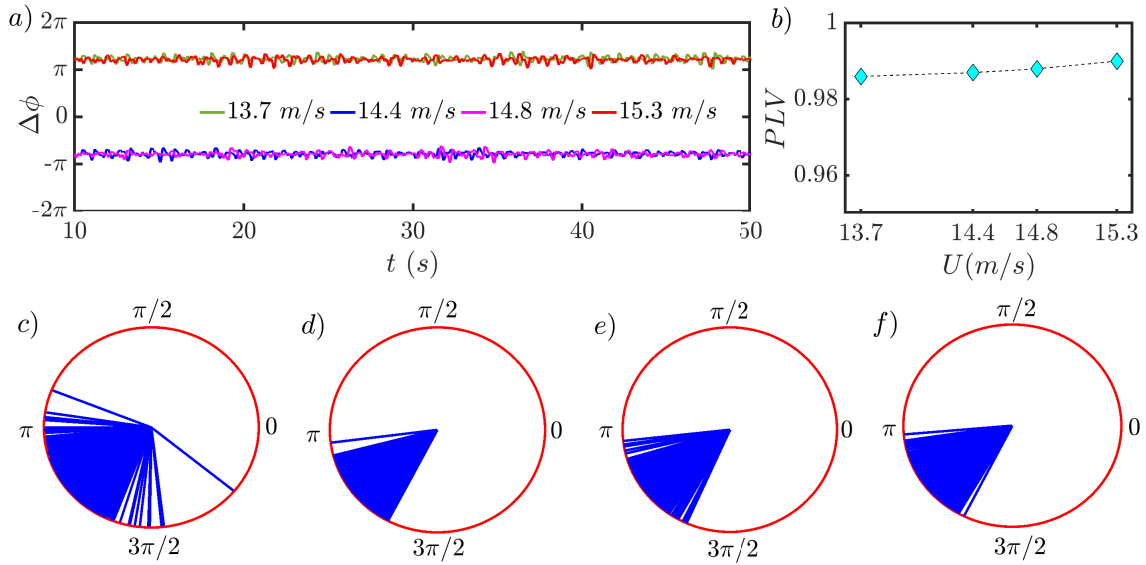 a)
2π
π
0
-π
-2π
Δϕ
13.7 m/s 14.4 m/s 14.8 m/s 15.3 m/s
10 20 30 40 50
t (s)
b)
1
0.98
0.96
PLV
13.7 14.4 14.8 15.3
U(m/s)
c)
π/2
π
0
3π/2
d)
π/2
π
0
3π/2
e)
π/2
π
0
3π/2
f)
π/2
π
0
3π/2